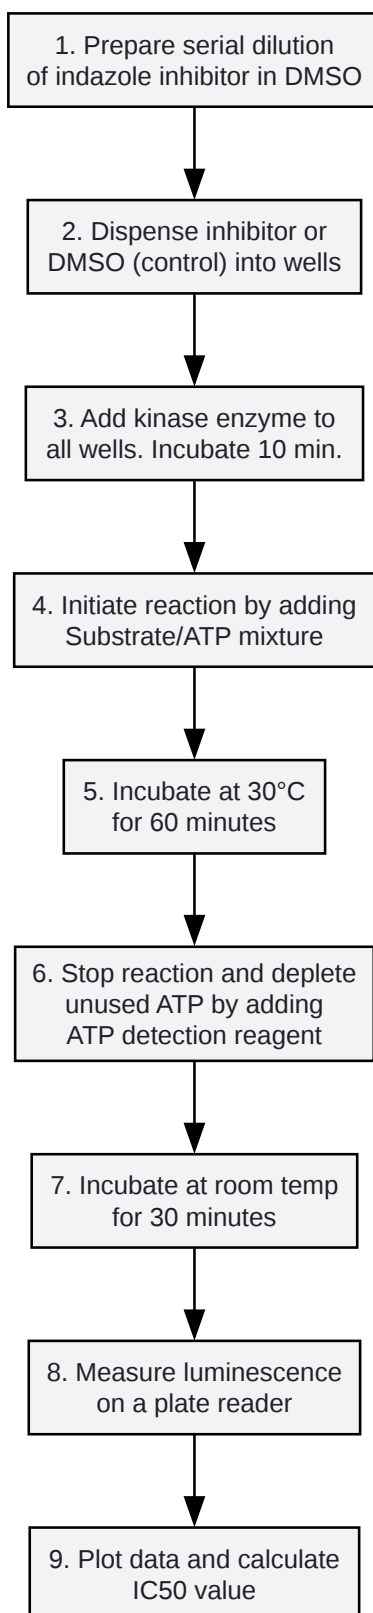 1. Prepare serial dilution
of indazole inhibitor in DMSO
2. Dispense inhibitor or
DMSO (control) into wells
3. Add kinase enzyme to
all wells. Incubate 10 min.
4. Initiate reaction by adding
Substrate/ATP mixture
5. Incubate at 30°C
for 60 minutes
6. Stop reaction and deplete
unused ATP by adding
ATP detection reagent
7. Incubate at room temp
for 30 minutes
8. Measure luminescence
on a plate reader
9. Plot data and calculate
IC50 value